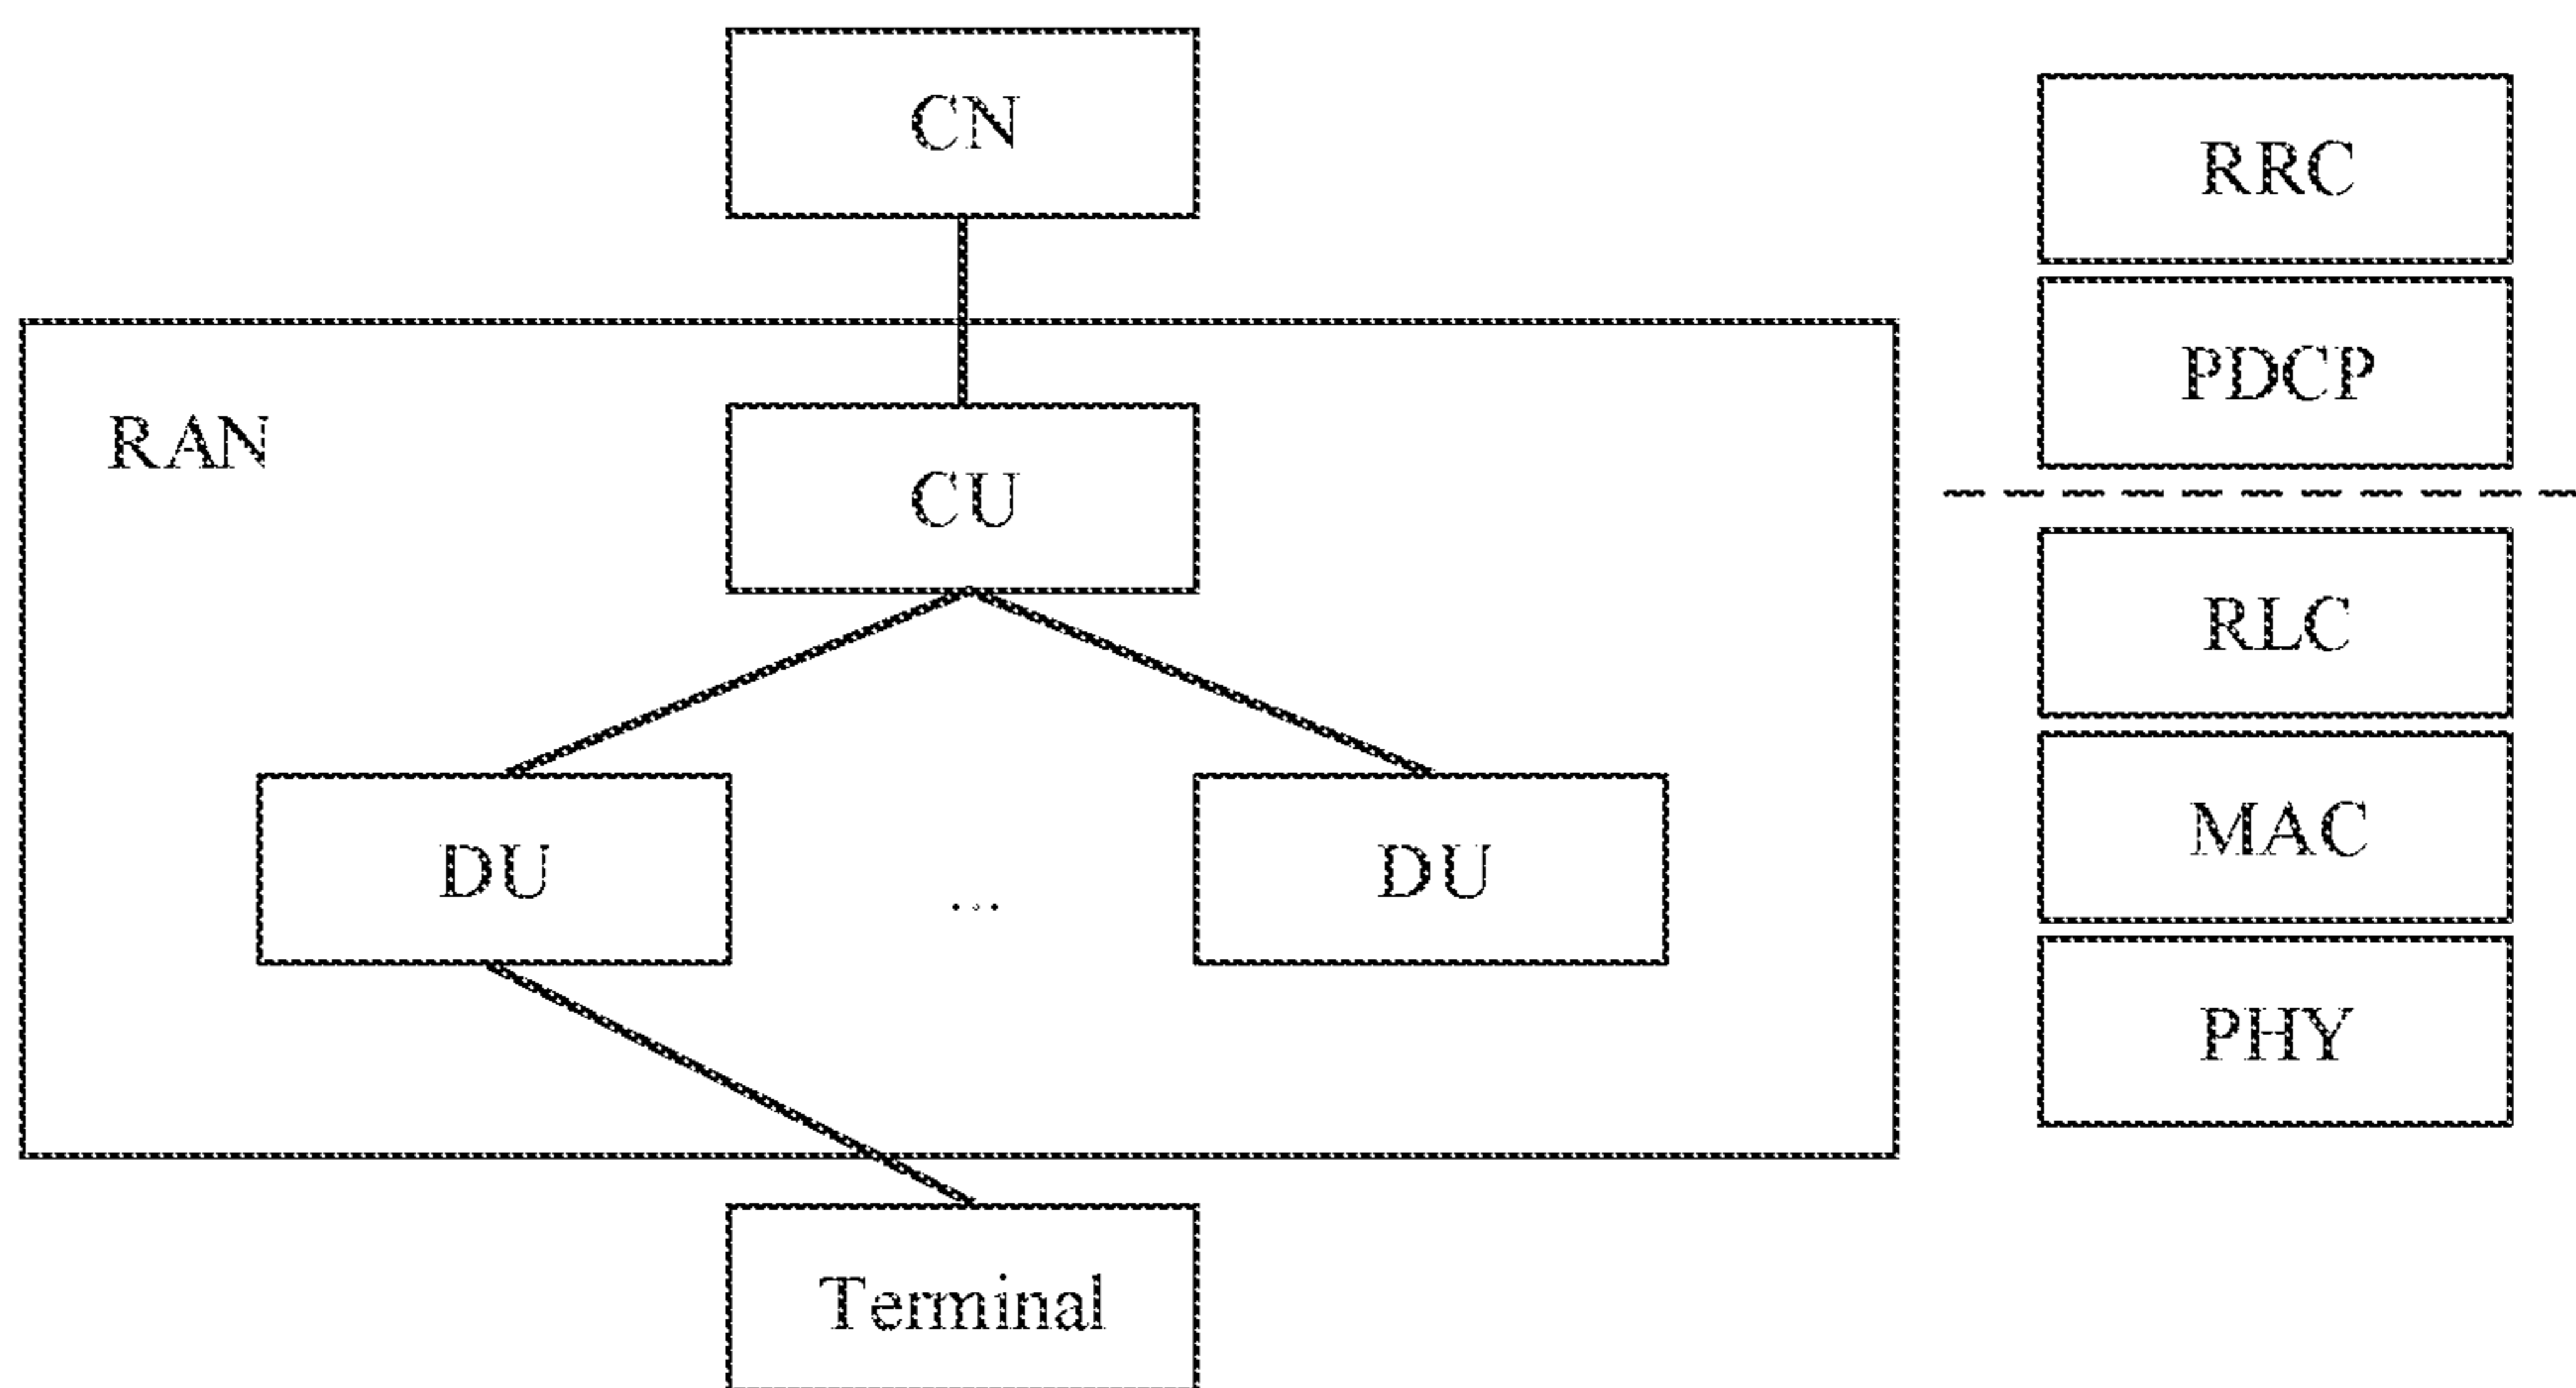 CN
RAN
CU
DU
...
DU
Terminal
RRC
PDCP
RLC
MAC
PHY